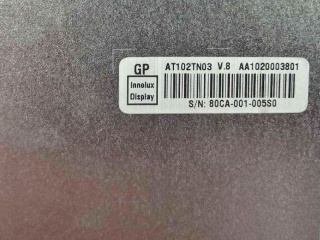 GP AT102TN03 V.8 AA1020003801
Innolux
Display
S/N: 80CA-001-005S0